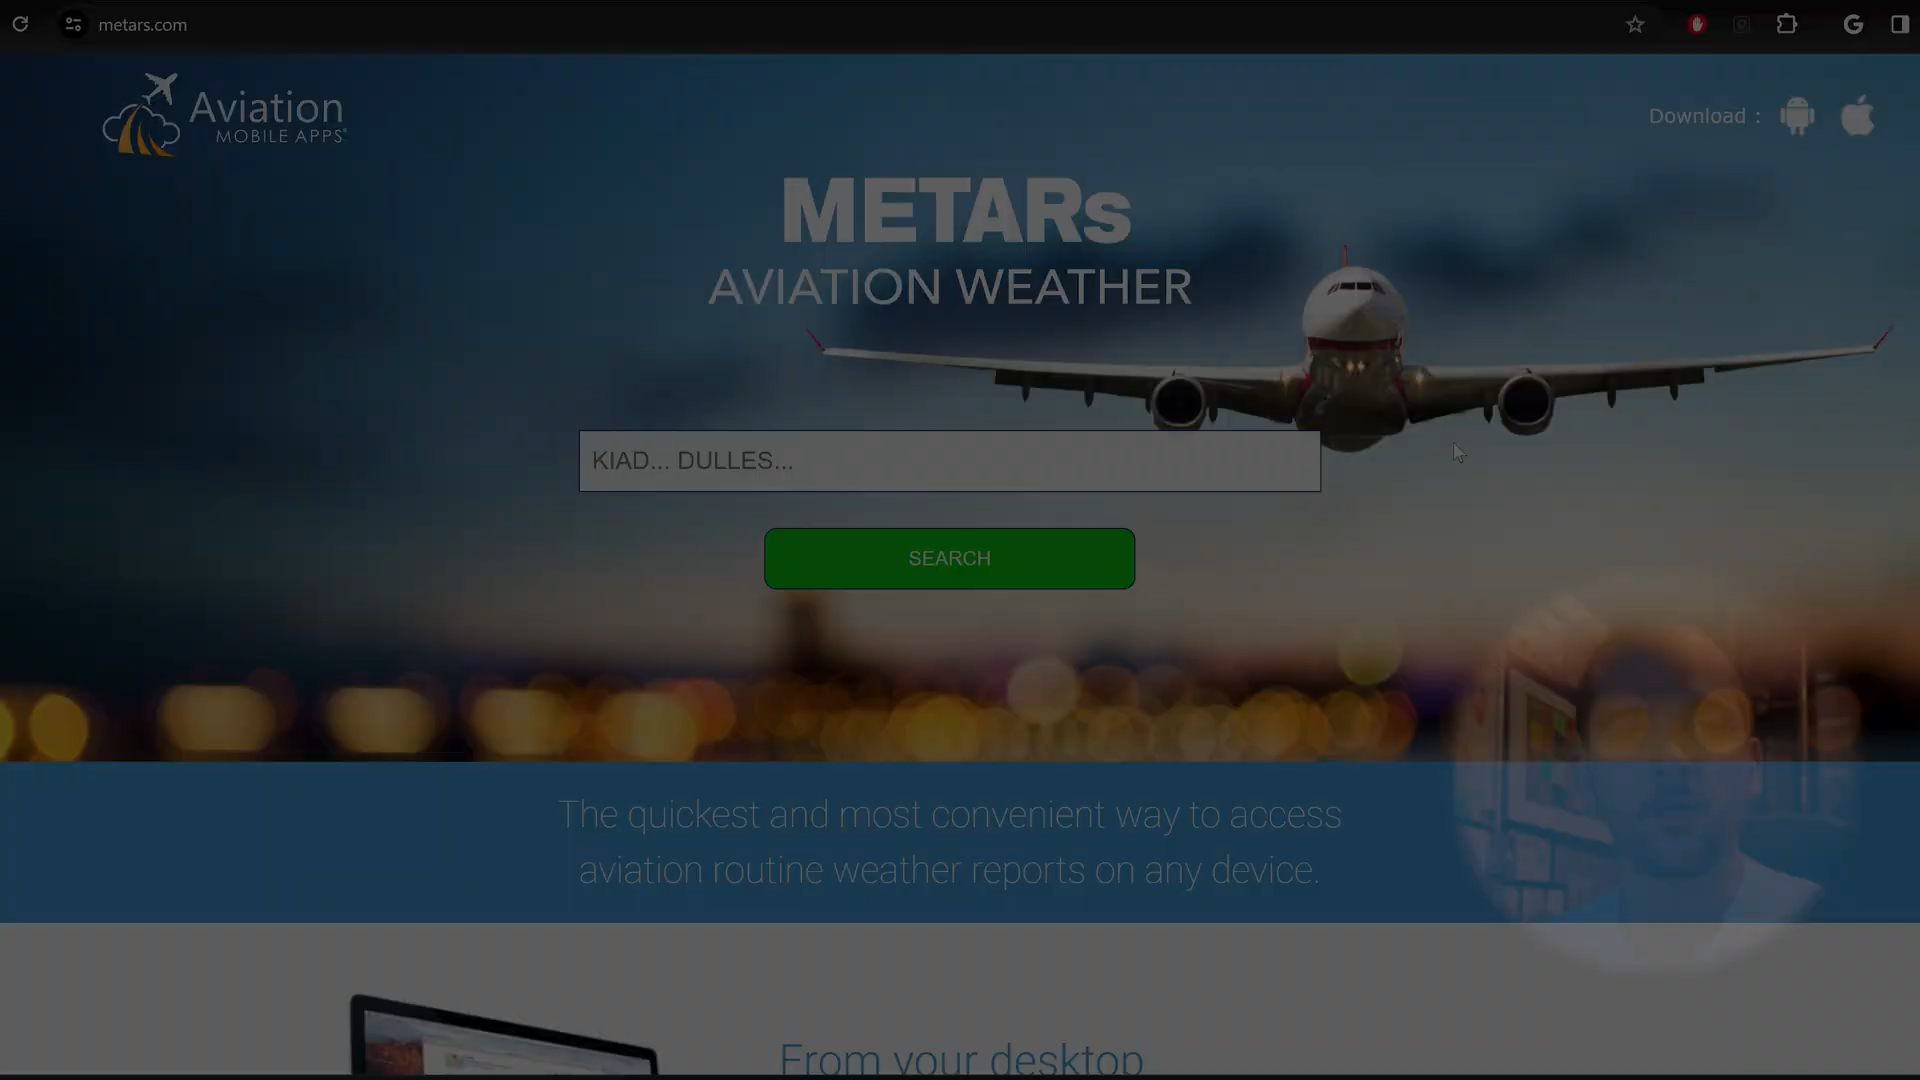 metars.com
Aviation
MOBILE APPS
Download :
METARs
AVIATION WEATHER
KIAD... DULLES...
SEARCH
The quickest and most convenient way to access
aviation routine weather reports on any device.
From your desktop